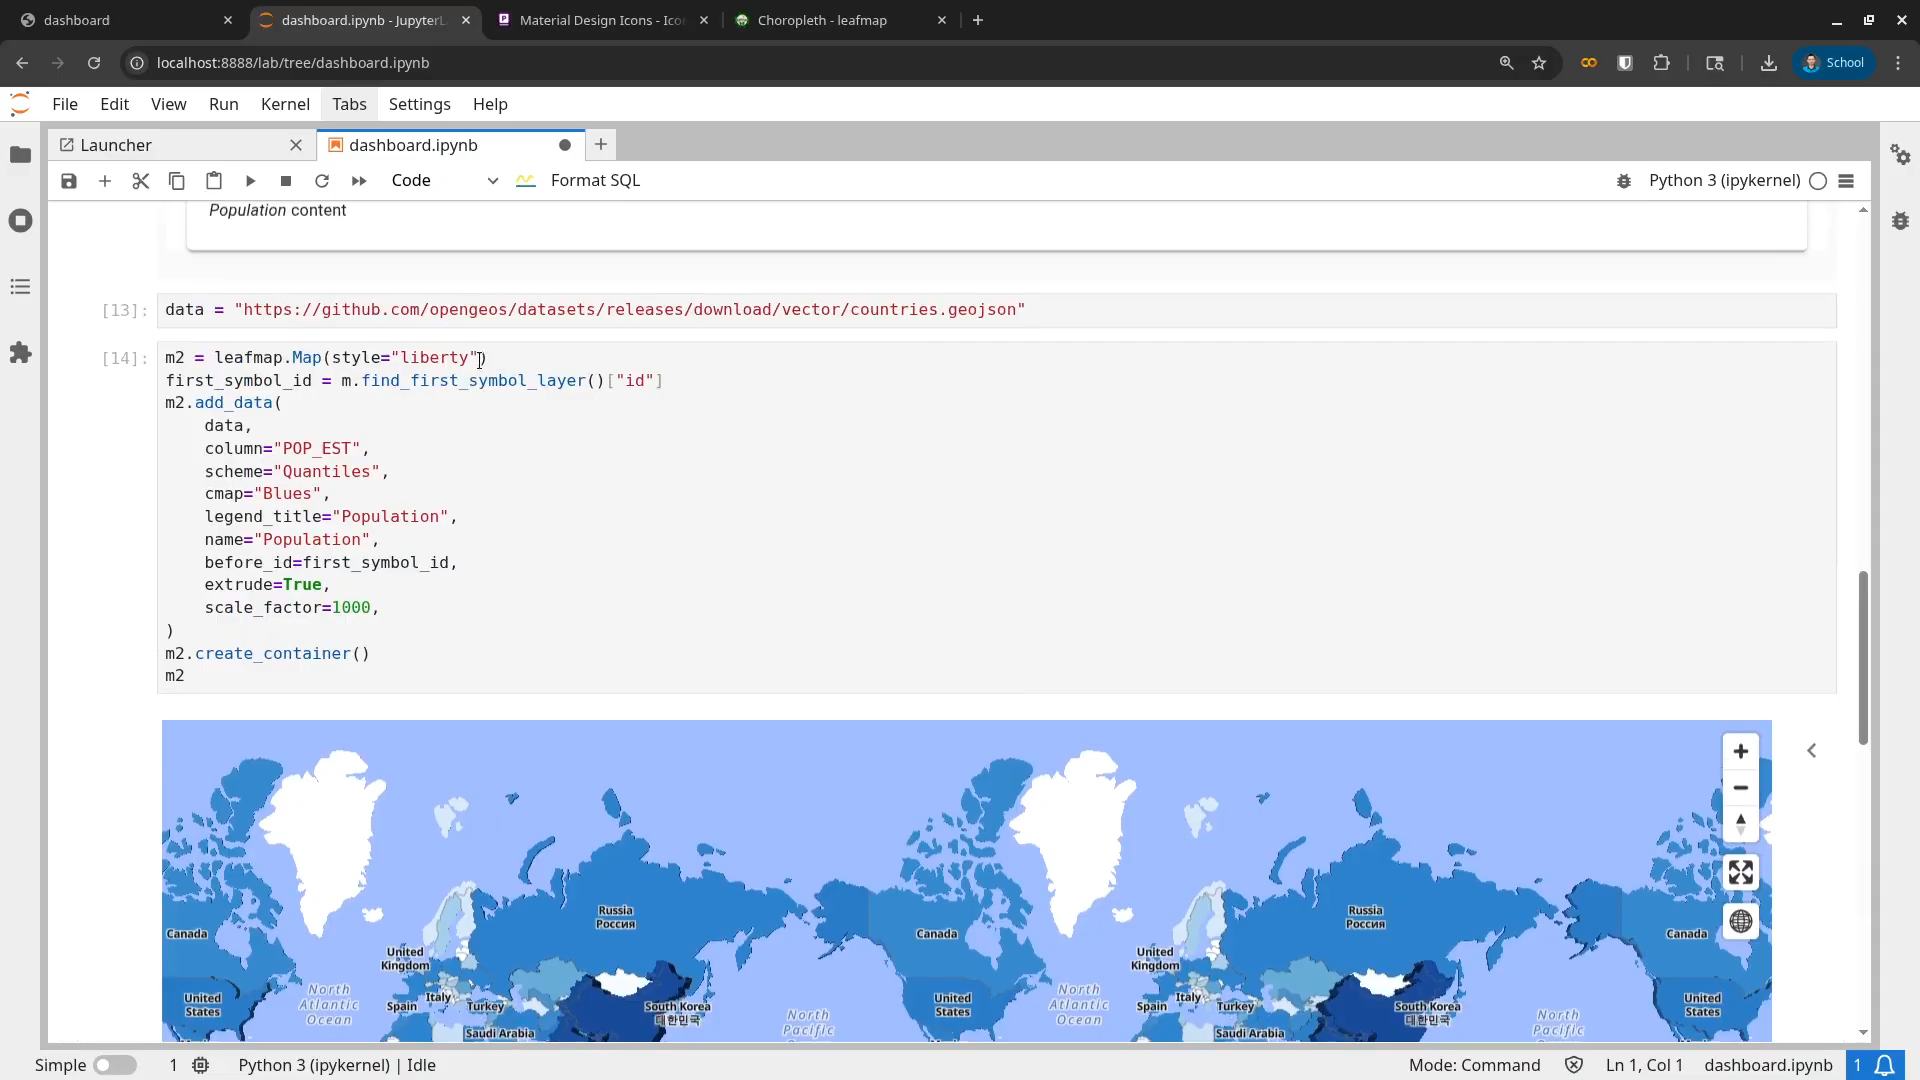 dashboard
dashboard.ipynb - JupyterL
Material Design Icons - Ico
Choropleth - leafmap
localhost:8888/lab/tree/dashboard.ipynb
School
File Edit View Run Kernel Tabs Settings Help
Launcher
dashboard.ipynb
Code
Format SQL
Python 3 (ipykernel)
Population content
[13]: data = "https://github.com/opengeos/datasets/releases/download/vector/countries.geojson"
[14]: m2 = leafmap.Map(style="liberty")
first_symbol_id = m.find_first_symbol_layer()["id"]
m2.add_data(
    data,
    column="POP_EST",
    scheme="Quantiles",
    cmap="Blues",
    legend_title="Population",
    name="Population",
    before_id=first_symbol_id,
    extrude=True,
    scale_factor=1000,
)
m2.create_container()
m2
Russia
Россия
Russia
Россия
Canada
Canada
Canada
United
Kingdom
United
Kingdom
United
States
North
Atlantic
Ocean
Spain
Italy
Turkey
South Korea
대한민국
Saudi Arabia
North
Pacific
United
States
North
Atlantic
Ocean
Spain
Italy
Turkey
South Korea
대한민국
Saudi Arabia
North
Pacific
United
States
Simple 1 Python 3 (ipykernel) | Idle Mode: Command Ln 1, Col 1 dashboard.ipynb 1